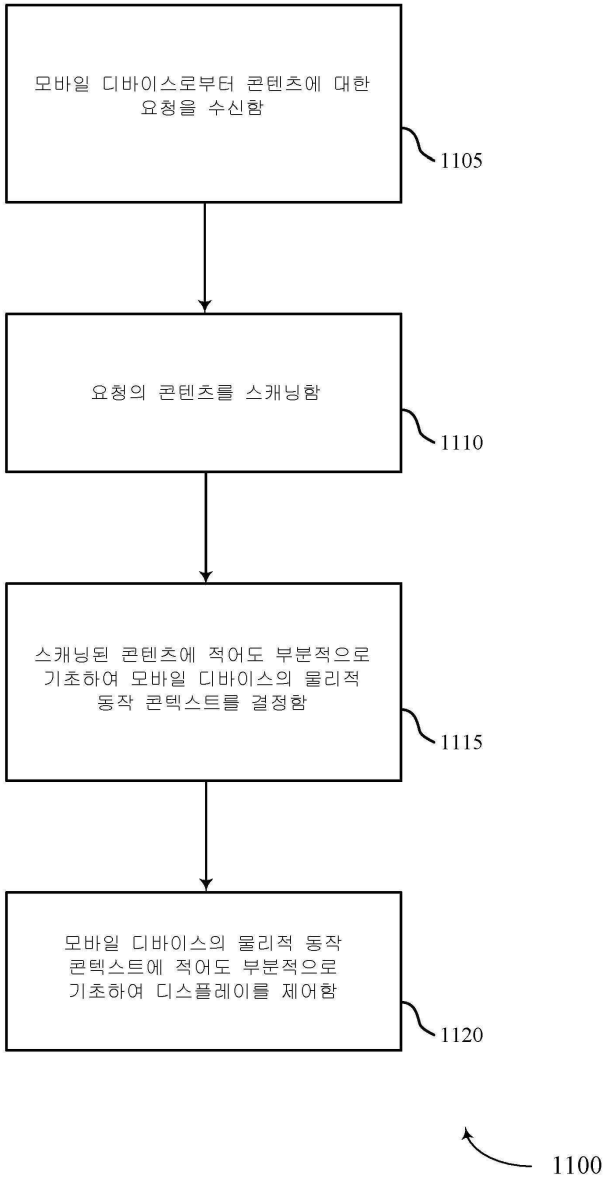 모바일 디바이스로부터 콘텐츠에 대한
요청을 수신함
1105
요청의 콘텐츠를 스캐닝함
1110
스캐닝된 콘텐츠에 적어도 부분적으로
기초하여 모바일 디바이스의 물리적
동작 콘텍스트를 결정함
1115
모바일 디바이스의 물리적 동작
콘텍스트에 적어도 부분적으로
기초하여 디스플레이를 제어함
1120
1100